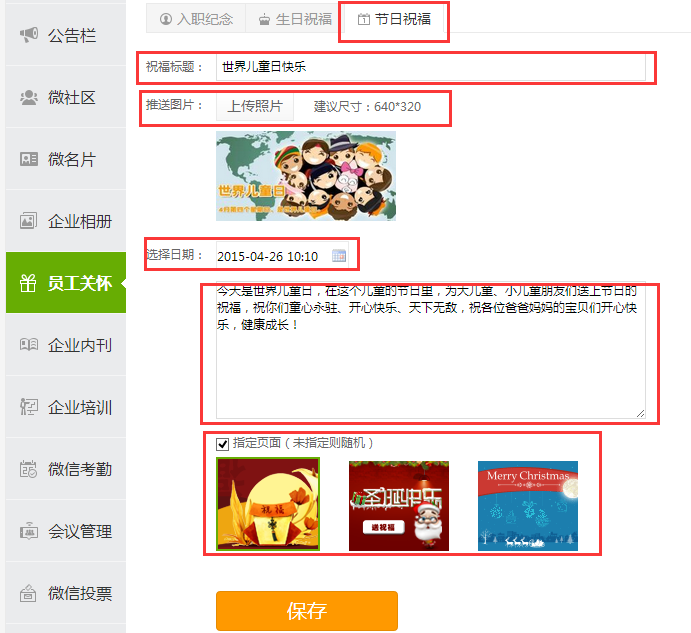 公告栏
微社区
微名片
企业相册
员工关怀
企业内刊
企业培训
微信考勤
会议管理
微信投票
入职纪念
生日祝福
节日祝福
祝福标题：
世界儿童日快乐
推送图片：
上传照片
建议尺寸：640*320
世界儿童日
选择日期：
2015-04-26 10:10
今天是世界儿童日，在这个儿童的节日里，为大儿童、小儿童朋友们送上节日的
祝福，祝你们童心永驻、开心快乐、天下无敌，祝各位爸爸妈妈的宝贝们开心快
乐，健康成长！
指定页面（未指定则随机）
祝福
圣诞快乐
送祝福
Merry Christmas
保存